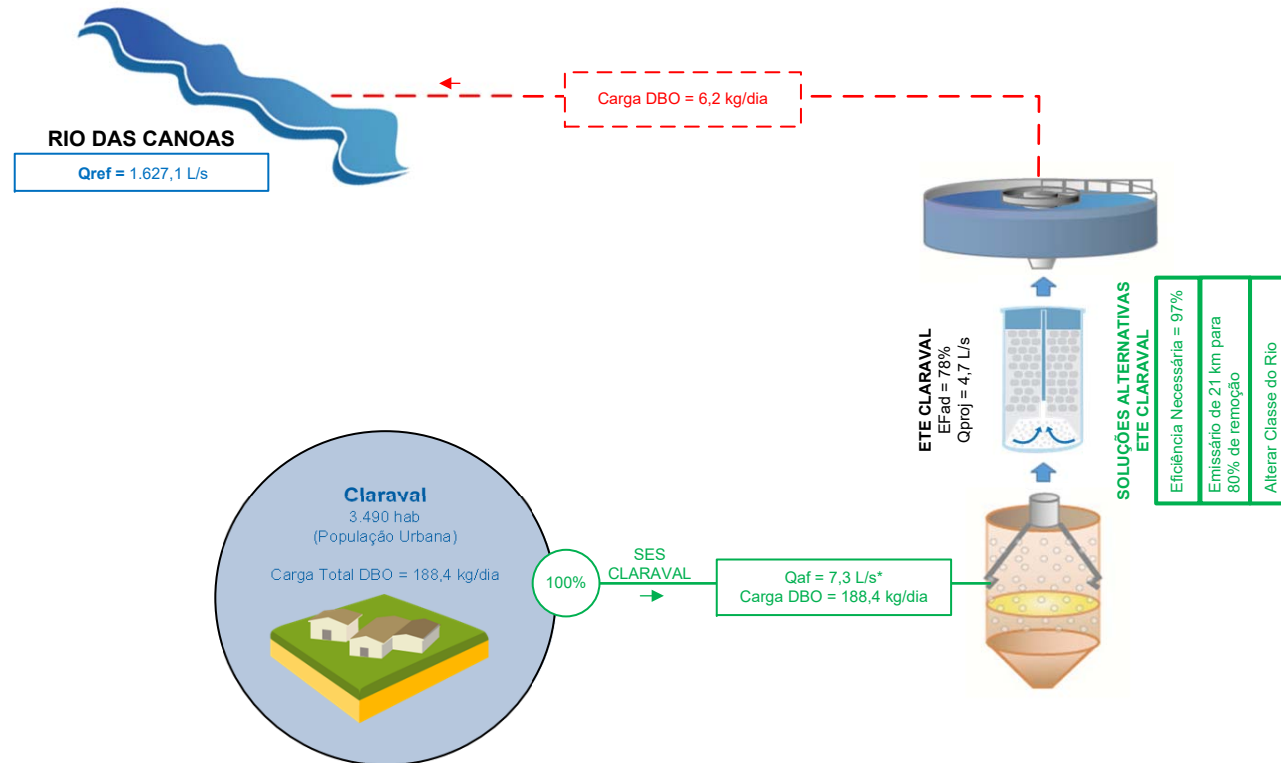 Carga DBO = 6,2 kg/dia
RIO DAS CANOAS
Qref = 1.627,1 L/s
ETE CLARAVAL
EFad = 78%
Qproj = 4,7 L/s
SOLUÇÕES ALTERNATIVAS
ETE CLARAVAL
Eficiência Necessária = 97%
Emissário de 21 km para
80% de remoção
Alterar Classe do Rio
Claraval
3.490 hab
(População Urbana)
Carga Total DBO = 188,4 kg/dia
100%
SES
CLARAVAL
Qaf = 7,3 L/s*
Carga DBO = 188,4 kg/dia